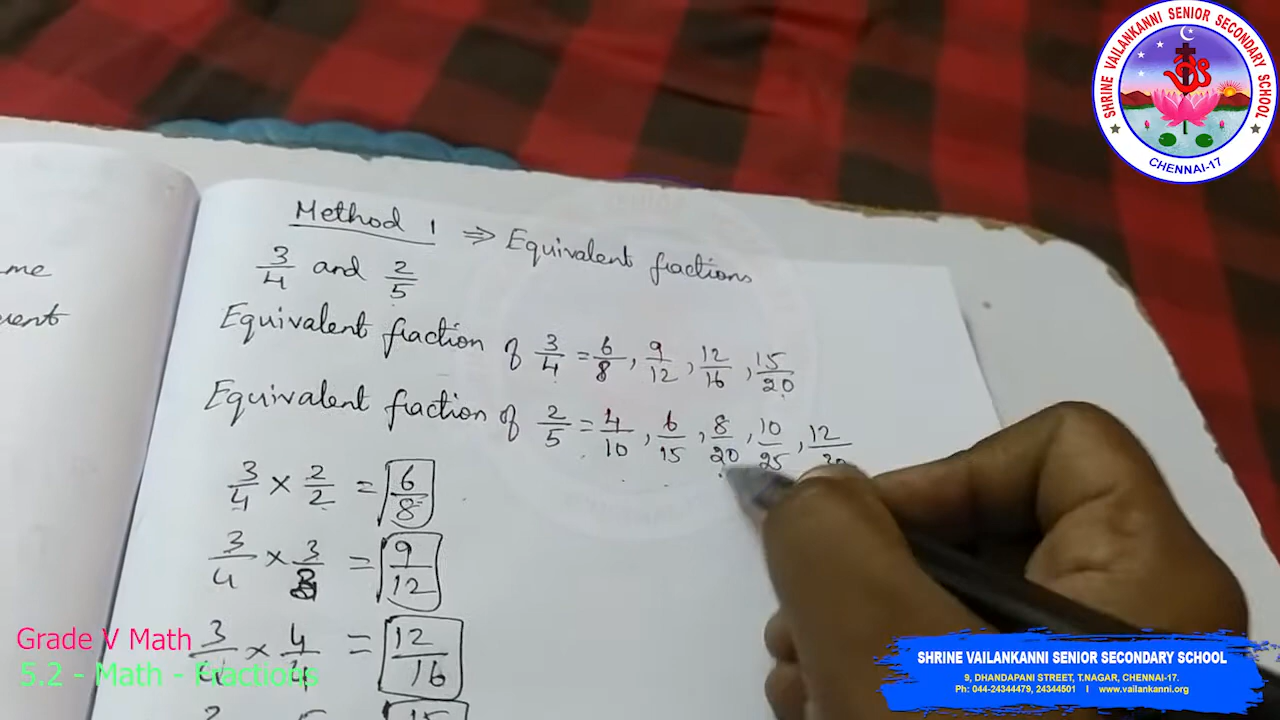 SHRINE VAILANKANNI SENIOR SECONDARY SCHOOL
CHENNAI-17
Method 1 ⇒ Equivalent fractions
3/4 and 2/5
Equivalent fraction of 3/4 = 6/8, 9/12, 12/16, 15/20
Equivalent fraction of 2/5 = 4/10, 6/15, 8/20, 10/25, 12/30
3/4 × 2/2 = 6/8
3/4 × 3/3 = 9/12
3/4 × 4/4 = 12/16
15
Grade V Math
5.2 - Math - Fractions
SHRINE VAILANKANNI SENIOR SECONDARY SCHOOL
9, DHANDAPANI STREET, T.NAGAR, CHENNAI-17.
Ph: 044-24344479, 24344501 I www.vailankanni.org